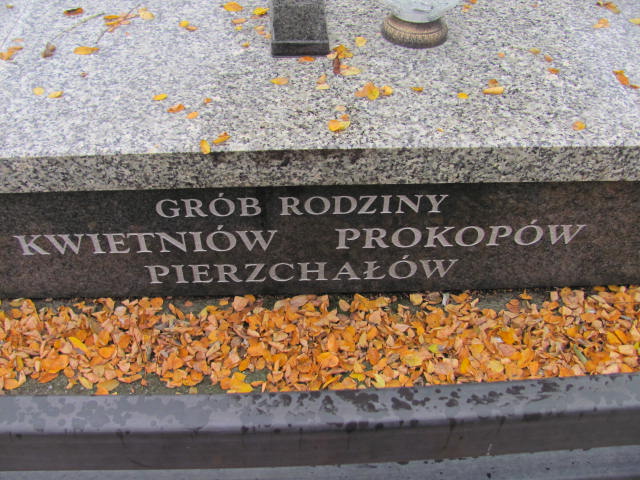 GRÓB RODZINY
KWIETNIÓW PROKOPÓW
PIERZCHAŁÓW